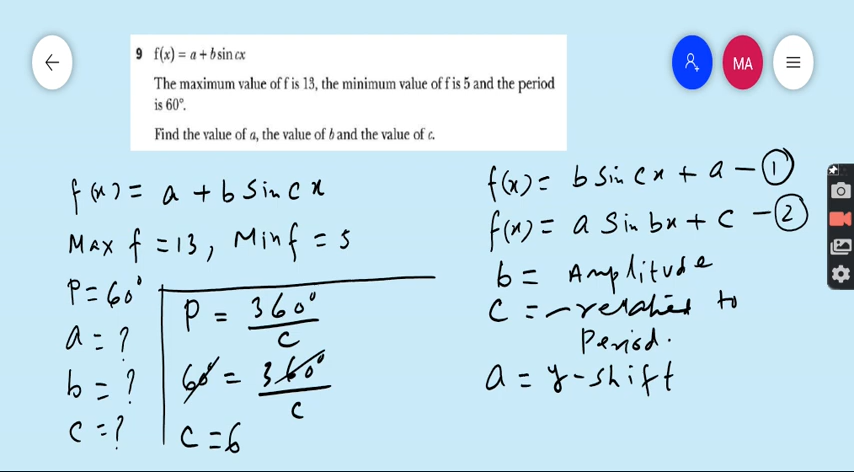 9 f(x) = a + b sin cx
The maximum value of f is 13, the minimum value of f is 5 and the period
is 60°.
Find the value of a, the value of b and the value of c.
MA
f(x) = a + b Sin c x
Max f = 13, Min f = 5
P = 60°
a = ?
b = ?
c = ?
P = 360° / c
60° = 360° / c
c = 6
f(x) = b Sin c x + a - ①
f(x) = a Sin bx + c - ②
b = Amplitude
c = related to
Period.
a = y-shift